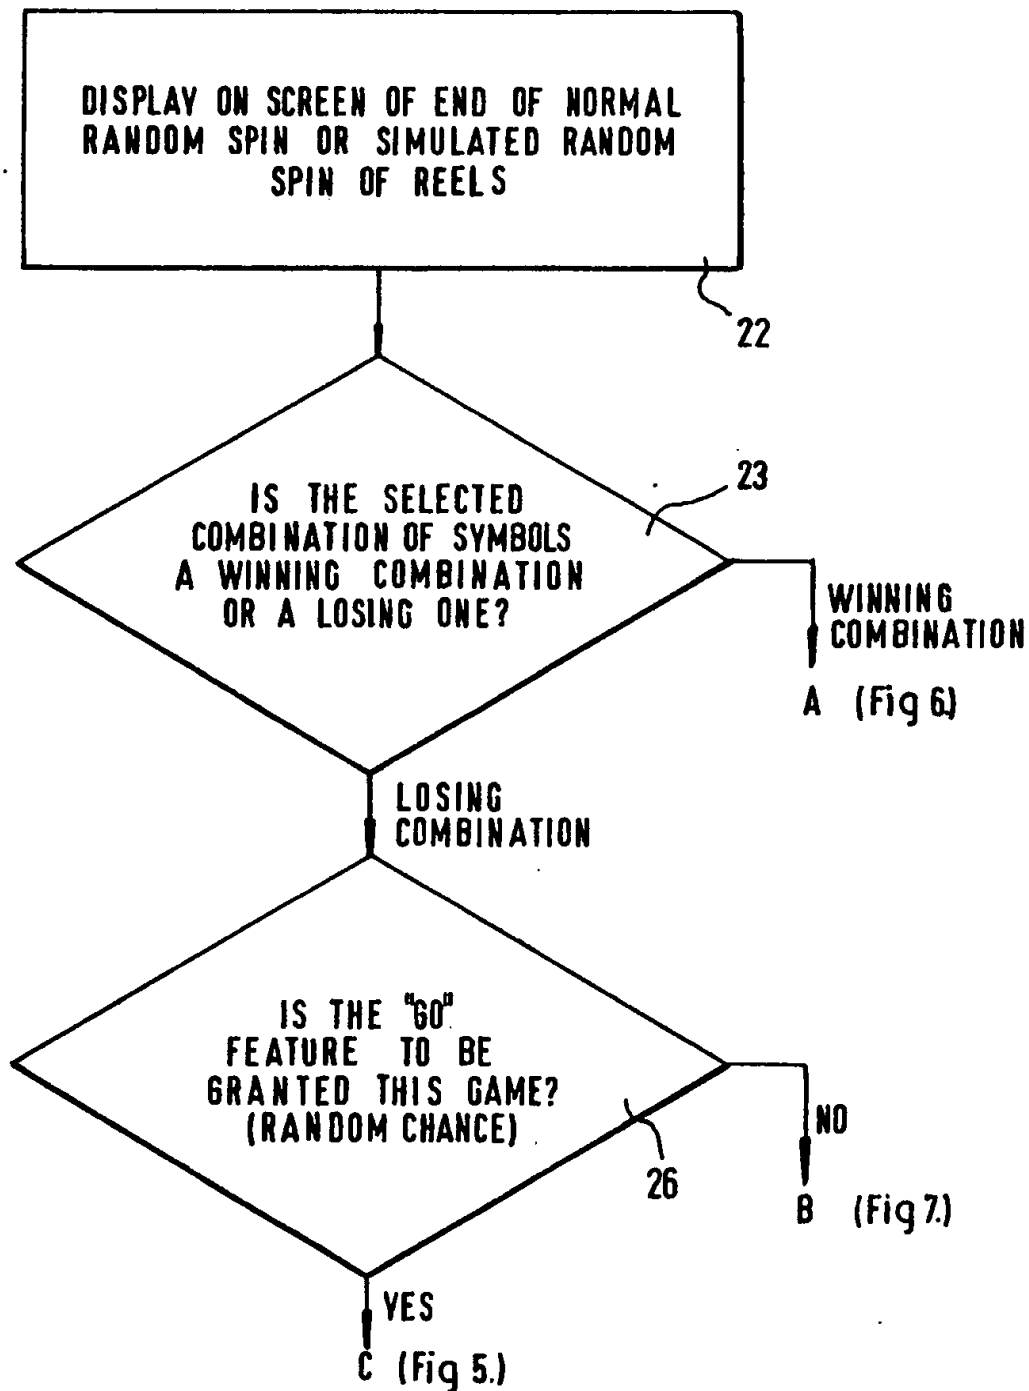 DISPLAY ON SCREEN OF END OF NORMAL
RANDOM SPIN OR SIMULATED RANDOM
SPIN OF REELS
22
IS THE SELECTED
COMBINATION OF SYMBOLS
A WINNING COMBINATION
OR A LOSING ONE?
23
WINNING
COMBINATION
A (Fig 6.)
LOSING
COMBINATION
IS THE "GO"
FEATURE TO BE
GRANTED THIS GAME?
(RANDOM CHANCE)
26
NO
B (Fig 7.)
YES
C (Fig 5.)